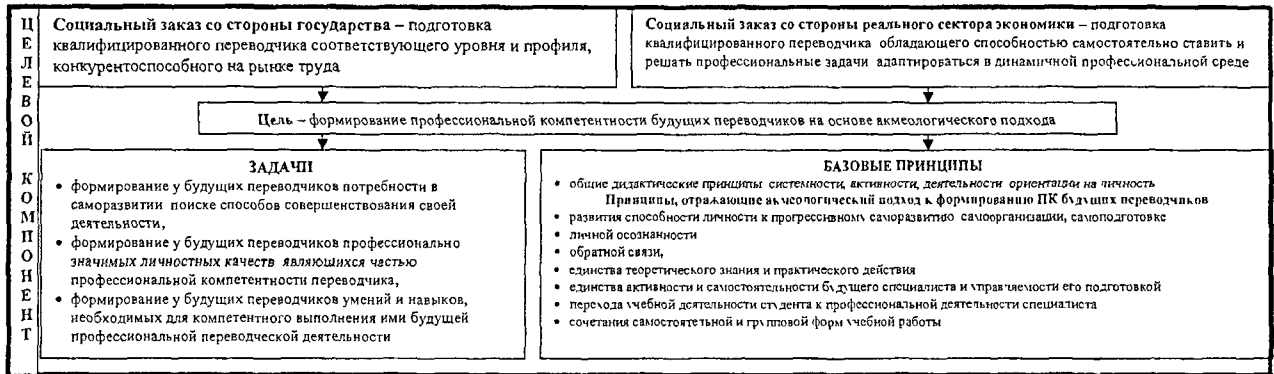 ЦЕЛЕВОЙ КОМПОНЕНТ
Социальный заказ со стороны государства – подготовка
квалифицированного переводчика соответствующего уровня и профиля,
конкурентоспособного на рынке труда
Социальный заказ со стороны реального сектора экономики – подготовка
квалифицированного переводчика обладающего способностью самостоятельно ставить и
решать профессиональные задачи адаптироваться в динамичной профессиональной среде
Цель – формирование профессиональной компетентности будущих переводчиков на основе акмеологического подхода
ЗАДАЧИ
• формирование у будущих переводчиков потребности в
саморазвитии поиске способов совершенствования своей
деятельности,
• формирование у будущих переводчиков профессионально
значимых личностных качеств являющихся частью
профессиональной компетентности переводчика,
• формирование у будущих переводчиков умений и навыков,
необходимых для компетентного выполнения ими будущей
профессиональной переводческой деятельности
БАЗОВЫЕ ПРИНЦИПЫ
• общие дидактические принципы системности, активности, деятельности ориентации на личность
Принципы, отражающие акмеологический подход к формированию ПК будущих переводчиков
• развития способности личности к прогрессивному саморазвитию самоорганизации, самоподготовке
• личной осознанности
• обратной связи,
• единства теоретического знания и практического действия
• единства активности и самостоятельности будущего специалиста и управляемости его подготовкой
• перехода учебной деятельности студента к профессиональной деятельности специалиста
• сочетания самостоятельной и групповой форм учебной работы